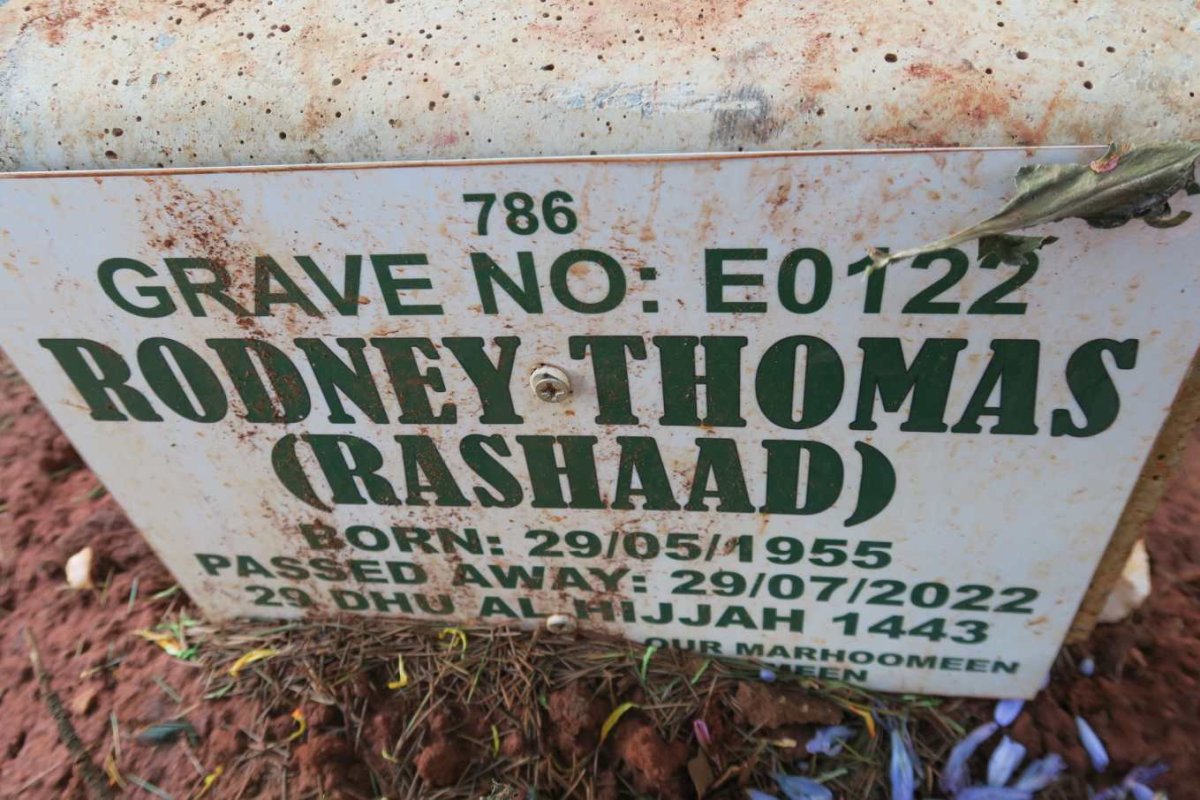 786
GRAVE NO: E0122
RODNEY THOMAS
(RASHAAD)
BORN: 29/05/1955
PASSED AWAY: 29/07/2022
29 DHU AL HIJJAH 1443
OUR MARHOOMEEN